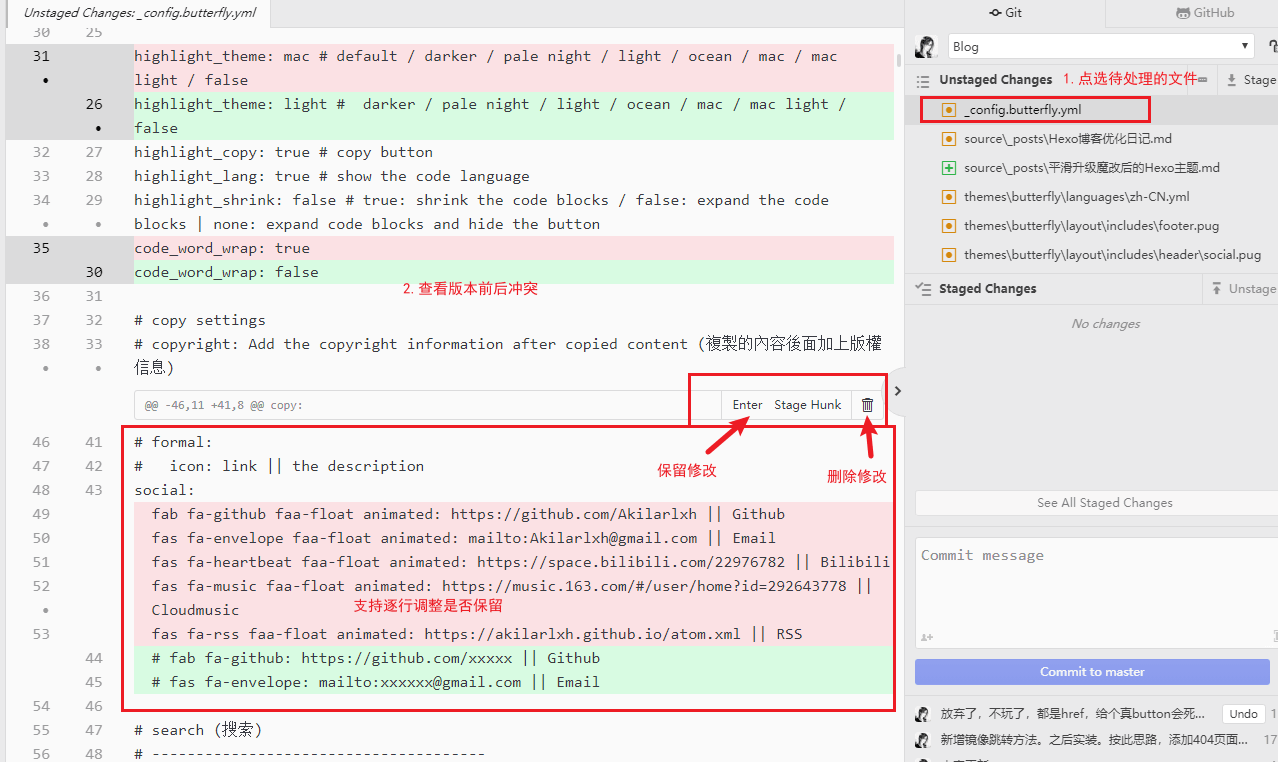 Unstaged Changes: _config.butterfly.yml
30 25
31 highlight_theme: mac # default / darker / pale night / light / ocean / mac / mac
• light / false
26 highlight_theme: light #  darker / pale night / light / ocean / mac / mac light /
• false
32 27 highlight_copy: true # copy button
33 28 highlight_lang: true # show the code language
34 29 highlight_shrink: false # true: shrink the code blocks / false: expand the code
• • blocks | none: expand code blocks and hide the button
35 code_word_wrap: true
30 code_word_wrap: false
2. 查看版本前后冲突
36 31
37 32 # copy settings
38 33 # copyright: Add the copyright information after copied content (複製的內容後面加上版權
• • 信息)
@@ -46,11 +41,8 @@ copy:
Enter Stage Hunk
保留修改
删除修改
46 41 # formal:
47 42 #   icon: link || the description
48 43 social:
49 fab fa-github faa-float animated: https://github.com/Akilarlxh || Github
50 fas fa-envelope faa-float animated: mailto:Akilarlxh@gmail.com || Email
51 fas fa-heartbeat faa-float animated: https://space.bilibili.com/22976782 || Bilibili
52 fas fa-music faa-float animated: https://music.163.com/#/user/home?id=292643778 ||
• Cloudmusic
支持逐行调整是否保留
53 fas fa-rss faa-float animated: https://akilarlxh.github.io/atom.xml || RSS
44 # fab fa-github: https://github.com/xxxxx || Github
45 # fas fa-envelope: mailto:xxxxxx@gmail.com || Email
54 46
55 47 # search (搜索)
56 48 # --------------------------------------
Git
GitHub
Blog
Unstaged Changes
1. 点选待处理的文件
Stage
_config.butterfly.yml
source\_posts\Hexo博客优化日记.md
source\_posts\平滑升级魔改后的Hexo主题.md
themes\butterfly\languages\zh-CN.yml
themes\butterfly\layout\includes\footer.pug
themes\butterfly\layout\includes\header\social.pug
Staged Changes
Unstage
No changes
See All Staged Changes
Commit message
Commit to master
放弃了，不玩了，都是href，给个真button会死...
Undo
1
新增镜像跳转方法。之后实装。按此思路，添加404页面...
17